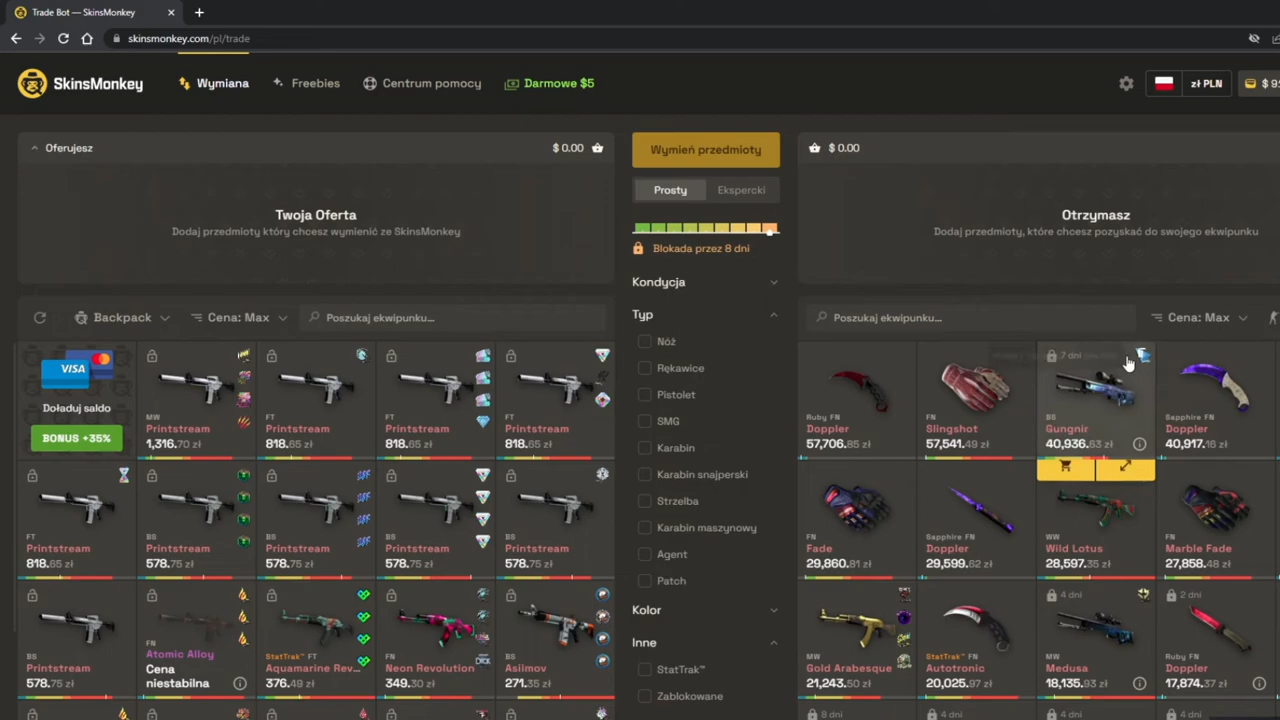 Trade Bot — SkinsMonkey
skinsmonkey.com/pl/trade
SkinsMonkey
Wymiana
Freebies
Centrum pomocy
Darmowe $5
zł PLN
Oferujesz
$ 0.00
Twoja Oferta
Dodaj przedmioty który chcesz wymienić ze SkinsMonkey
Wymień przedmioty
Prosty
Ekspercki
Blokada przez 8 dni
$ 0.00
Otrzymasz
Dodaj przedmioty, które chcesz pozyskać do swojego ekwipunku
Backpack
Cena: Max
Poszukaj ekwipunku...
Kondycja
Typ
Nóż
Rękawice
Pistolet
SMG
Karabin
Karabin snajperski
Strzelba
Karabin maszynowy
Agent
Patch
Kolor
Inne
StatTrak™
Zablokowane
Poszukaj ekwipunku...
Cena: Max
VISA
Doładuj saldo
BONUS +35%
MW
Printstream
1,316.70 zł
FT
Printstream
818.65 zł
FT
Printstream
818.65 zł
FT
Printstream
818.65 zł
FT
Printstream
818.65 zł
BS
Printstream
578.75 zł
BS
Printstream
578.75 zł
BS
Printstream
578.75 zł
BS
Printstream
578.75 zł
BS
Printstream
578.75 zł
FN
Atomic Alloy
Cena
niestabilna
StatTrak™ FT
Aquamarine Rev...
376.49 zł
FN
Neon Revolution
349.30 zł
BS
Asiimov
271.35 zł
Ruby FN
Doppler
57,706.85 zł
FN
Slingshot
57,541.49 zł
7 dni
BS
Gungnir
40,936.63 zł
Sapphire FN
Doppler
40,917.16 zł
FN
Fade
29,860.81 zł
Sapphire FN
Doppler
29,599.62 zł
WW
Wild Lotus
28,597.35 zł
FN
Marble Fade
27,858.48 zł
MW
Gold Arabesque
21,243.50 zł
StatTrak™ FN
Autotronic
20,025.97 zł
4 dni
MW
Medusa
18,135.93 zł
2 dni
Ruby FN
Doppler
17,874.37 zł
8 dni
4 dni
4 dni